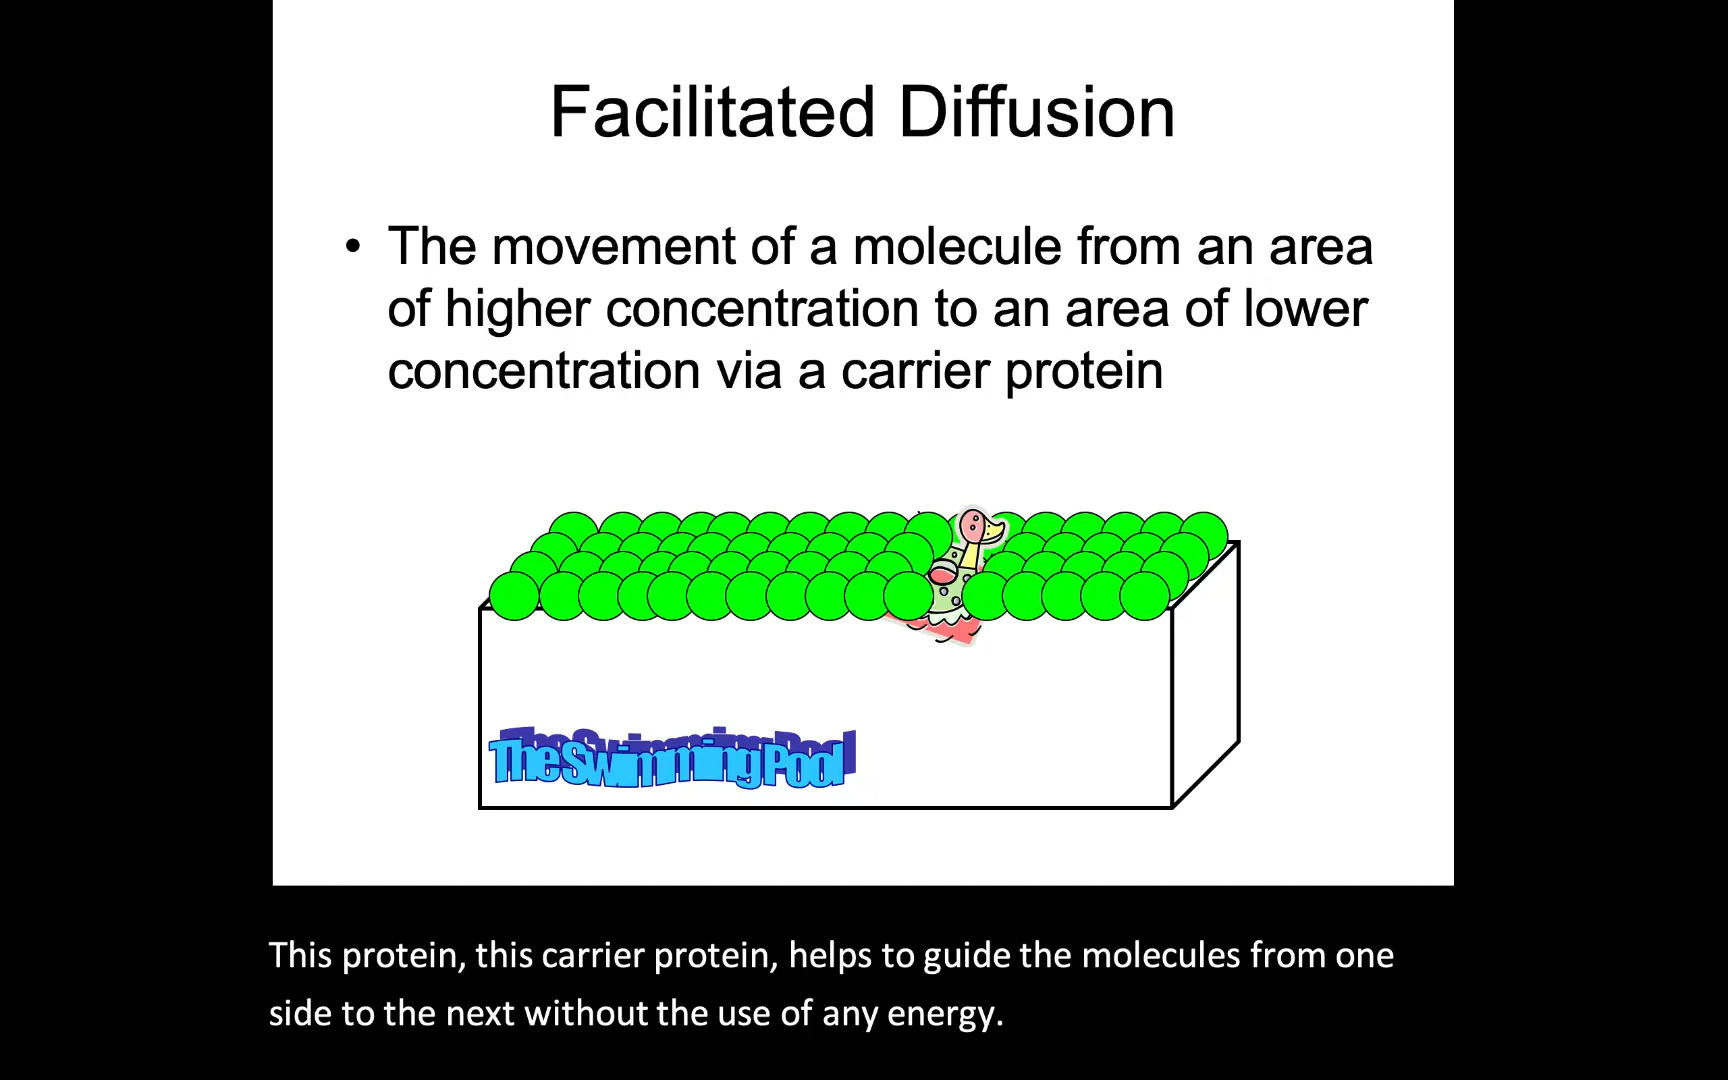 Facilitated Diffusion
• The movement of a molecule from an area
of higher concentration to an area of lower
concentration via a carrier protein
The Swimming Pool
This protein, this carrier protein, helps to guide the molecules from one
side to the next without the use of any energy.